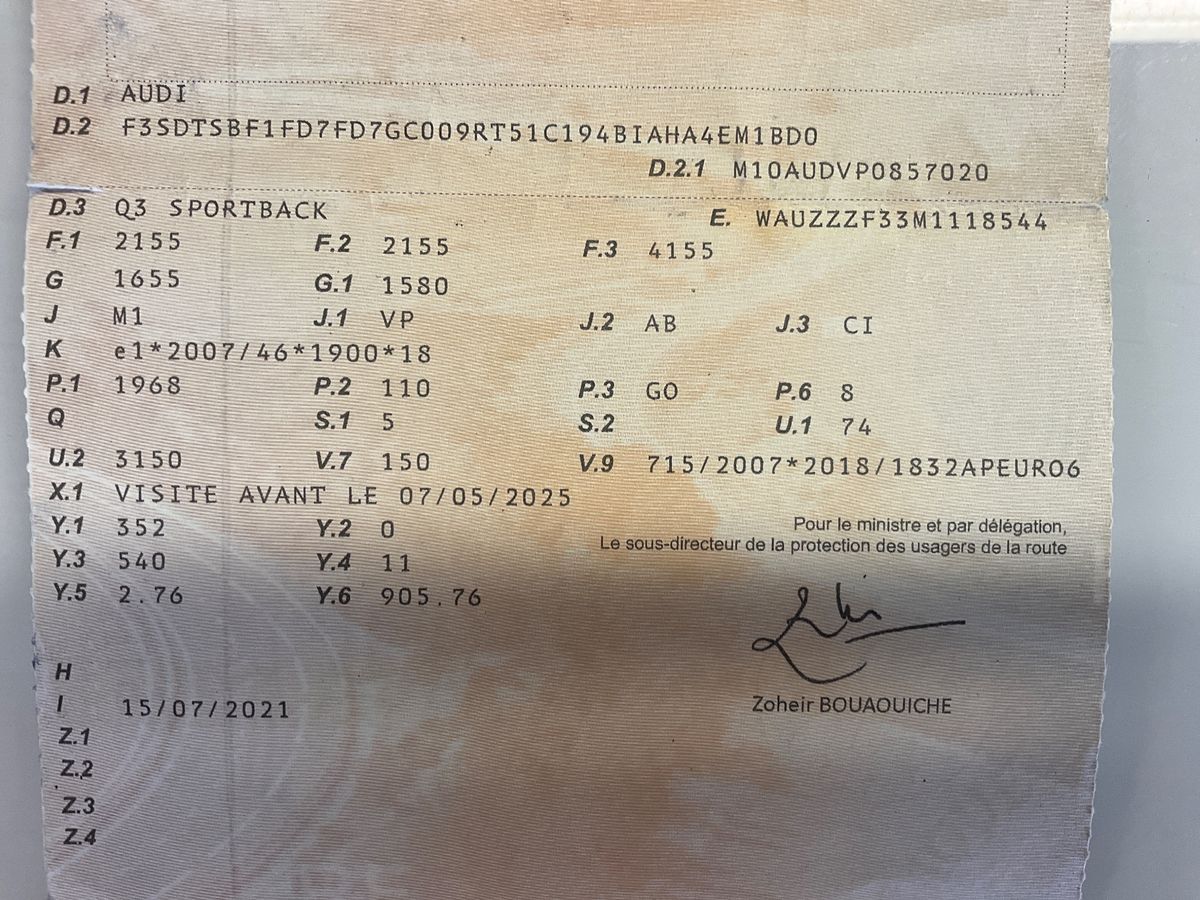 D.1 AUDI
D.2 F3SDTSBF1FD7FD7GC009RT51C194BIAHA4EM1BD0
D.2.1 M10AUDVP0857020
D.3 Q3 SPORTBACK E. WAUZZZF33M1118544
F.1 2155 F.2 2155 F.3 4155
G 1655 G.1 1580
J M1 J.1 VP J.2 AB J.3 CI
K e1*2007/46*1900*18
P.1 1968 P.2 110 P.3 GO P.6 8
Q S.1 5 S.2 U.1 74
U.2 3150 V.7 150 V.9 715/2007*2018/1832APEURO6
X.1 VISITE AVANT LE 07/05/2025
Y.1 352 Y.2 0
Pour le ministre et par délégation,
Le sous-directeur de la protection des usagers de la route
Y.3 540 Y.4 11
Y.5 2.76 Y.6 905.76
H
I 15/07/2021
Zoheir BOUAOUICHE
Z.1
Z.2
Z.3
Z.4